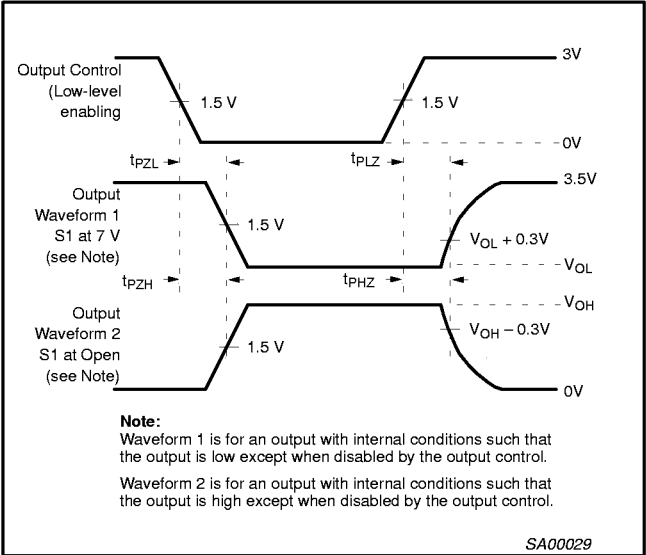 3V
Output Control
(Low-level
enabling
1.5 V
1.5 V
0V
tPZL
tPLZ
3.5V
Output
Waveform 1
S1 at 7 V
(see Note)
1.5 V
VOL + 0.3V
VOL
tPZH
tPHZ
VOH
Output
Waveform 2
S1 at Open
(see Note)
1.5 V
VOH – 0.3V
0V
Note:
Waveform 1 is for an output with internal conditions such that
the output is low except when disabled by the output control.
Waveform 2 is for an output with internal conditions such that
the output is high except when disabled by the output control.
SA00029